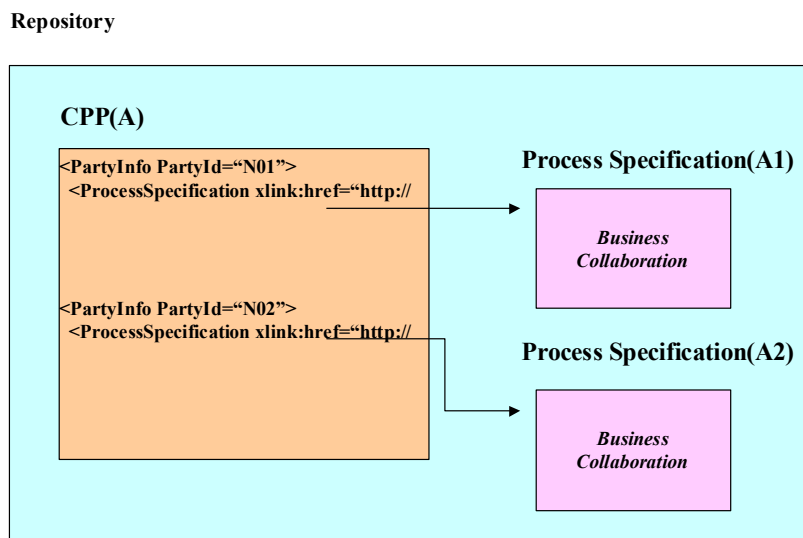 Repository
CPP(A)
<PartyInfo PartyId=“N01”>
<ProcessSpecification xlink:href=“http://
Process Specification(A1)
Business
Collaboration
<PartyInfo PartyId=“N02”>
<ProcessSpecification xlink:href=“http://
Process Specification(A2)
Business
Collaboration